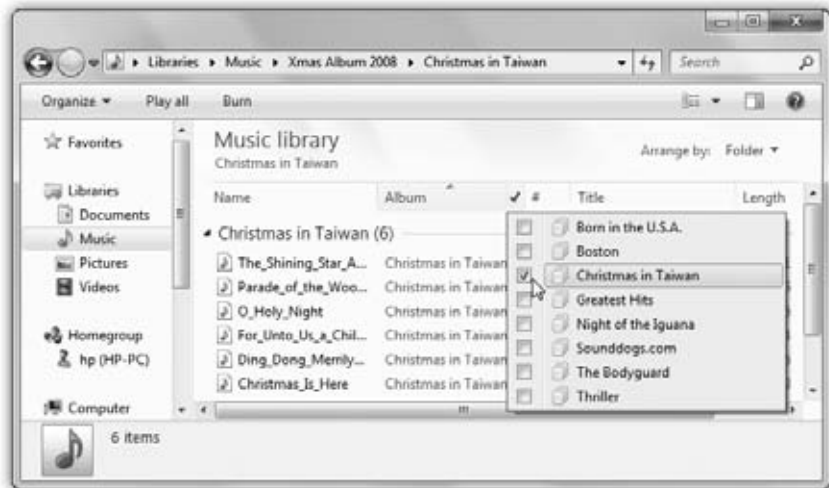 Libraries ▸ Music ▸ Xmas Album 2008 ▸ Christmas in Taiwan
Search
Organize Play all Burn
Favorites
Libraries
Documents
Music
Pictures
Videos
Homegroup
hp (HP-PC)
Computer
Music library
Christmas in Taiwan
Arrange by: Folder
Name Album # Title Length
Christmas in Taiwan (6)
The_Shining_Star_A... Christmas in Taiwan
Parade_of_the_Woo... Christmas in Taiwan
O_Holy_Night Christmas in Taiwan
For_Unto_Us_a_Chil... Christmas in Taiwan
Ding_Dong_Merrily... Christmas in Taiwan
Christmas_Is_Here Christmas in Taiwan
Born in the U.S.A.
Boston
Christmas in Taiwan
Greatest Hits
Night of the Iguana
Sounddogs.com
The Bodyguard
Thriller
6 items